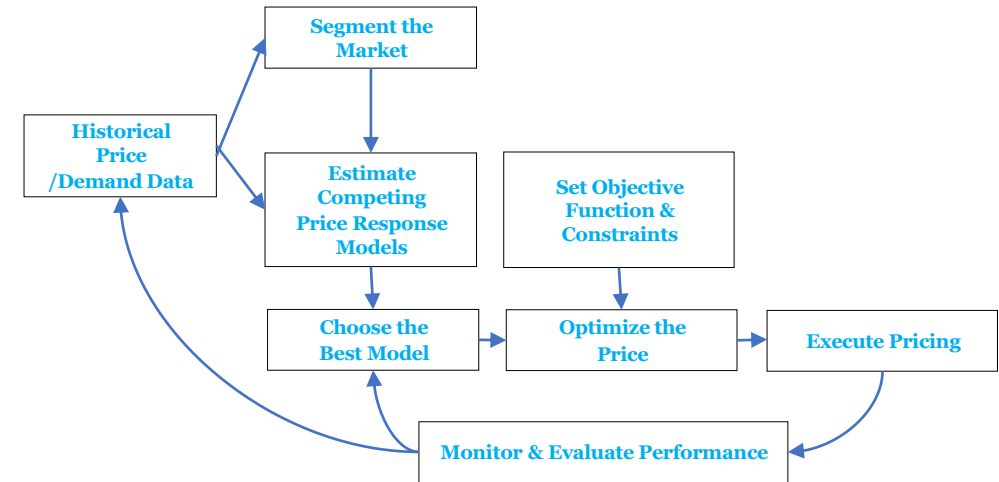 Segment the
Market
Historical
Price
/Demand Data
Estimate
Competing
Price Response
Models
Set Objective
Function &
Constraints
Choose the
Best Model
Optimize the
Price
Execute Pricing
Monitor & Evaluate Performance